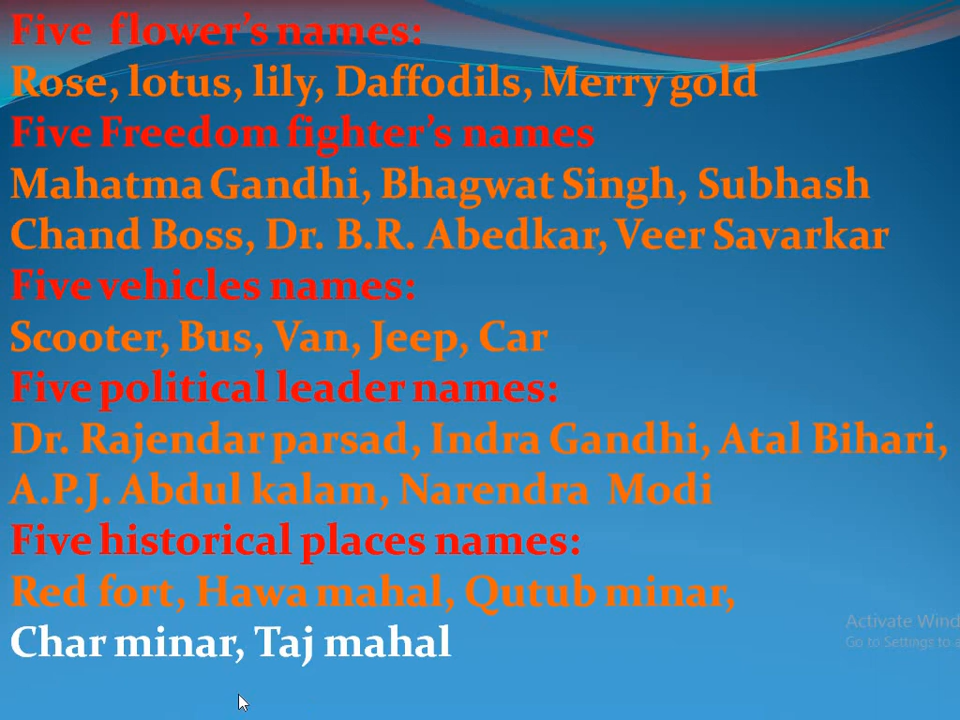 Five flower's names:
Rose, lotus, lily, Daffodils, Merry gold
Five Freedom fighter's names
Mahatma Gandhi, Bhagwat Singh, Subhash
Chand Boss, Dr. B.R. Abedkar, Veer Savarkar
Five vehicles names:
Scooter, Bus, Van, Jeep, Car
Five political leader names:
Dr. Rajendar parsad, Indra Gandhi, Atal Bihari,
A.P.J. Abdul kalam, Narendra Modi
Five historical places names:
Red fort, Hawa mahal, Qutub minar,
Char minar, Taj mahal
Activate Wind
Go to Settings to a